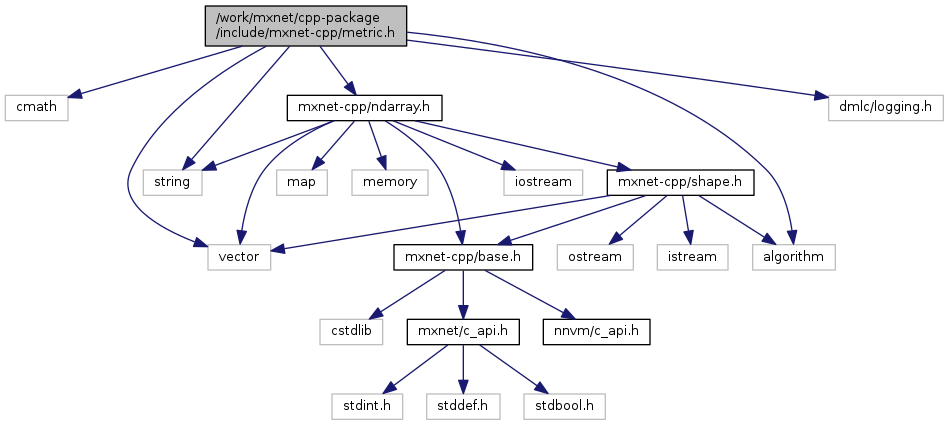 /work/mxnet/cpp-package
/include/mxnet-cpp/metric.h
cmath
mxnet-cpp/ndarray.h
dmlc/logging.h
string
map
memory
iostream
mxnet-cpp/shape.h
vector
mxnet-cpp/base.h
ostream
istream
algorithm
cstdlib
mxnet/c_api.h
nnvm/c_api.h
stdint.h
stddef.h
stdbool.h